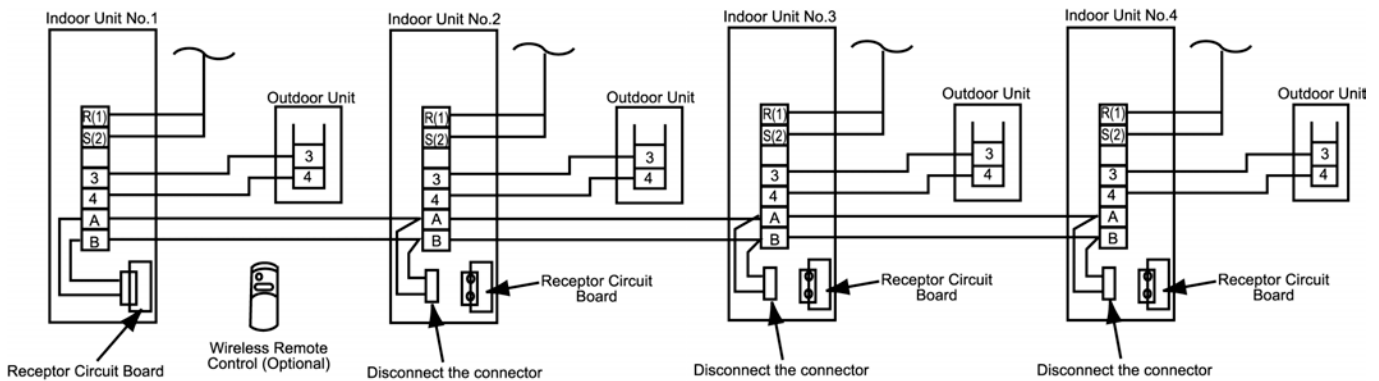 Indoor Unit No.1
R(1)
S(2)
3
4
A
B
Outdoor Unit
3
4
Receptor Circuit Board
Wireless Remote
Control (Optional)
Indoor Unit No.2
R(1)
S(2)
3
4
A
B
Outdoor Unit
3
4
Receptor Circuit
Board
Disconnect the connector
Indoor Unit No.3
R(1)
S(2)
3
4
A
B
Outdoor Unit
3
4
Receptor Circuit
Board
Disconnect the connector
Indoor Unit No.4
R(1)
S(2)
3
4
A
B
Outdoor Unit
3
4
Receptor Circuit
Board
Disconnect the connector